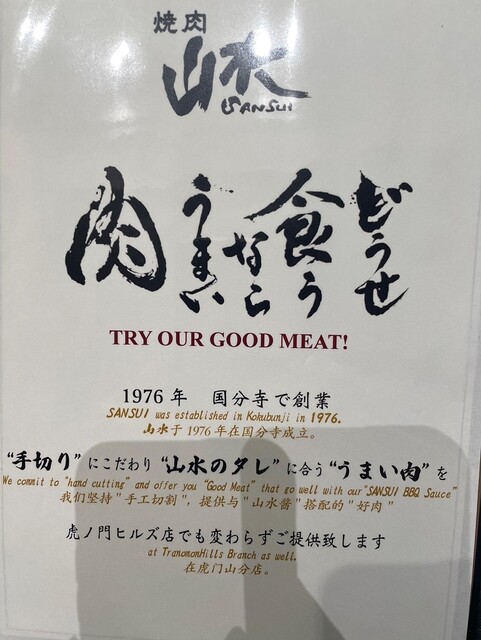 焼肉
山水
SANSUI
どうせ
食う
なら
うまい
肉
TRY OUR GOOD MEAT!
1976年 国分寺で創業
SANSUI was established in Kokubunji in 1976.
山水于1976年在国分寺成立。
“手切り”にこだわり“山水のタレ”に合う“うまい肉”を
We commit to "hand cutting" and offer you "Good Meat" that go well with our"SANSUI BBQ Sauce"
我们坚持"手工切割"，提供与"山水酱"搭配的"好肉"
虎ノ門ヒルズ店でも変わらずご提供致します
at TranomonHills Branch as well.
在虎门山分店。